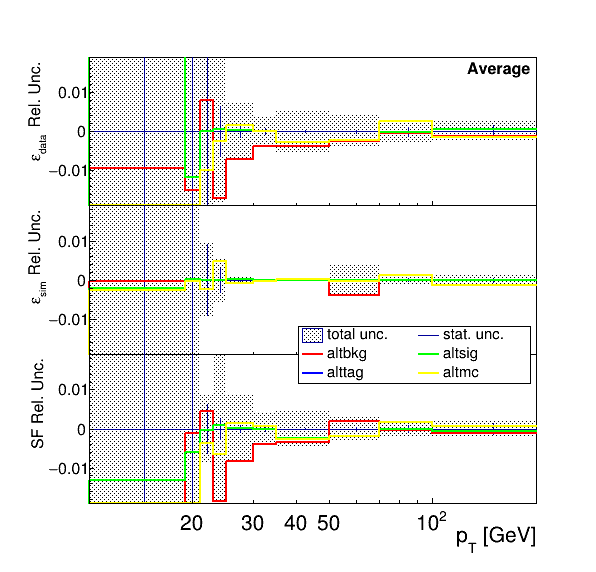 Average
ε_data Rel. Unc.
0.01
0
−0.01
ε_sim Rel. Unc.
0.01
0
−0.01
total unc. stat. unc.
altbkg altsig
alttag altmc
SF Rel. Unc.
0.01
0
−0.01
20 30 40 50 10²
p_T [GeV]